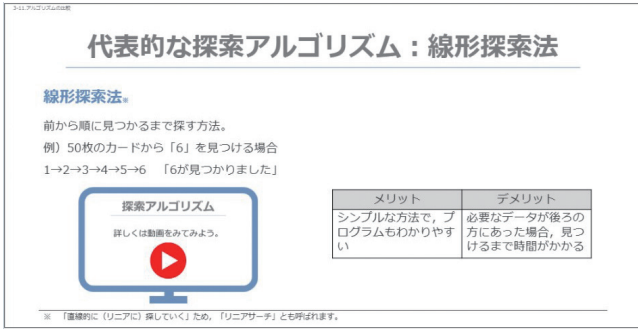 3-11.アルゴリズムの比較
代表的な探索アルゴリズム：線形探索法
線形探索法※
前から順に見つかるまで探す方法。
例）50枚のカードから「6」を見つける場合
1→2→3→4→5→6　「6が見つかりました」
探索アルゴリズム
詳しくは動画をみてみよう。
メリット
デメリット
シンプルな方法で，プ
ログラムもわかりやす
い
必要なデータが後ろの
方にあった場合，見つ
けるまで時間がかかる
※　「直線的に（リニアに）探していく」ため，「リニアサーチ」とも呼ばれます。